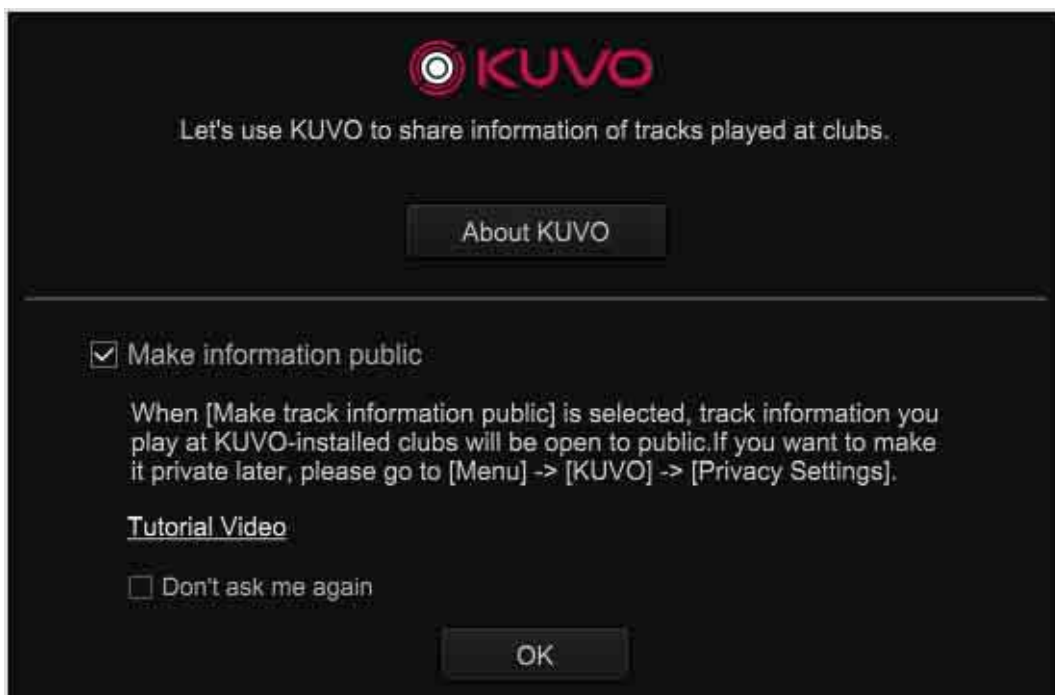 KUVO
Let's use KUVO to share information of tracks played at clubs.
About KUVO
Make information public
When [Make track information public] is selected, track information you
play at KUVO-installed clubs will be open to public.If you want to make
it private later, please go to [Menu] -> [KUVO] -> [Privacy Settings].
Tutorial Video
Don't ask me again
OK